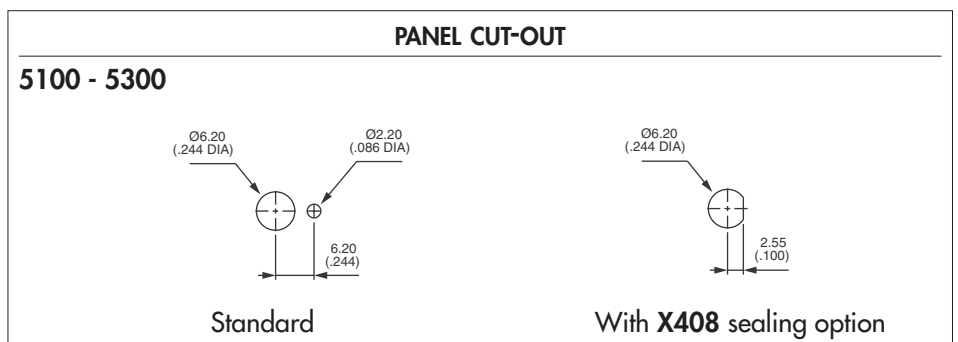 PANEL CUT-OUT
5100 - 5300
Ø6.20
(.244 DIA)
Ø2.20
(.086 DIA)
6.20
(.244)
Standard
Ø6.20
(.244 DIA)
2.55
(.100)
With X408 sealing option